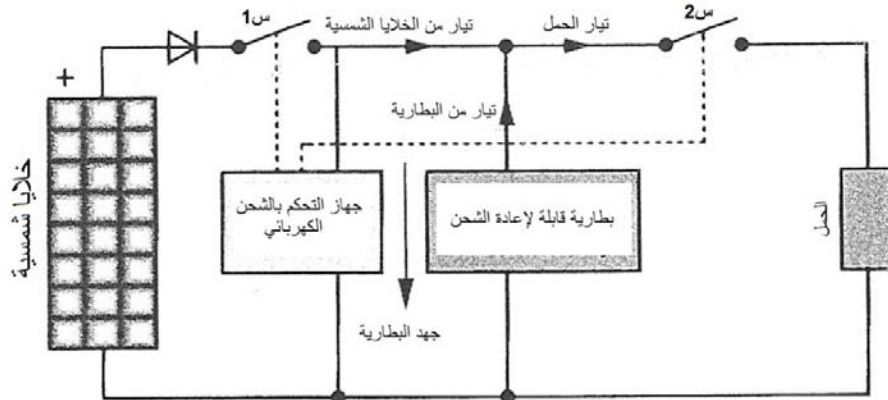 س1
س2
تيار من الخلايا الشمسية
تيار الحمل
+
تيار من البطارية
خلايا شمسية
جهاز التحكم بالشحن
الكهربائي
بطارية قابلة لإعادة الشحن
الحمل
جهد البطارية